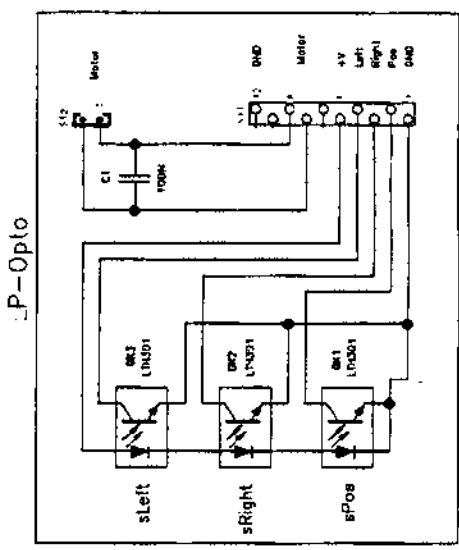 LP-Opto
Motor
C1
100n
GND
Motor
+V
Left
Right
Pos
GND
OK3
LTH301
OK2
LTH301
OK1
LTH301
sLeft
sRight
sPos